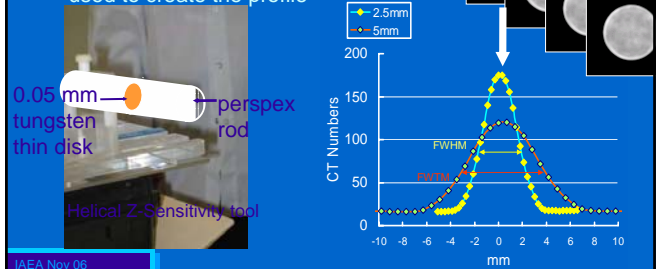 used to create the profile
0.05 mm
tungsten
thin disk
perspex
rod
Helical Z-Sensitivity tool
IAEA Nov 06
2.5mm
5mm
CT Numbers
200
150
100
50
0
FWHM
FWTM
-10 -8 -6 -4 -2 0 2 4 6 8 10
mm